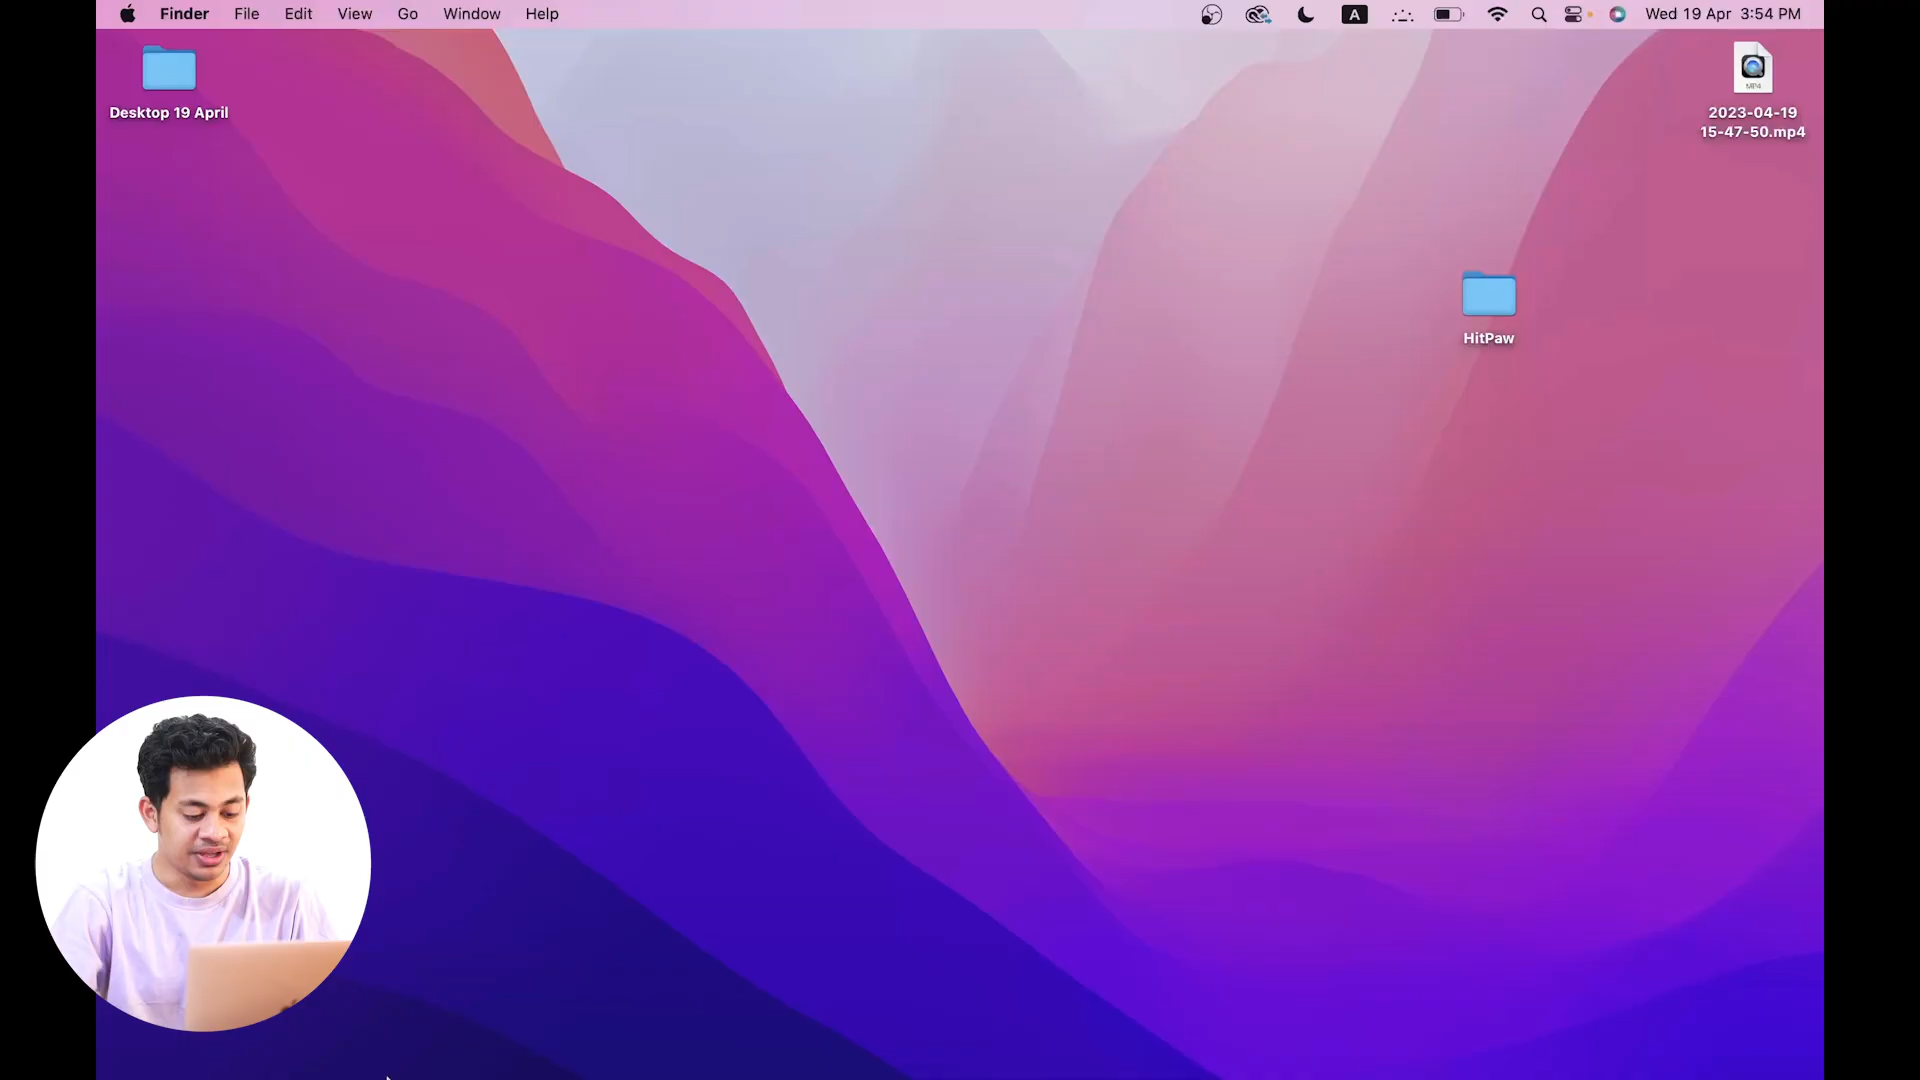 Finder File Edit View Go Window Help A Wed 19 Apr 3:54 PM
Desktop 19 April
MP4
2023-04-19
15-47-50.mp4
HitPaw